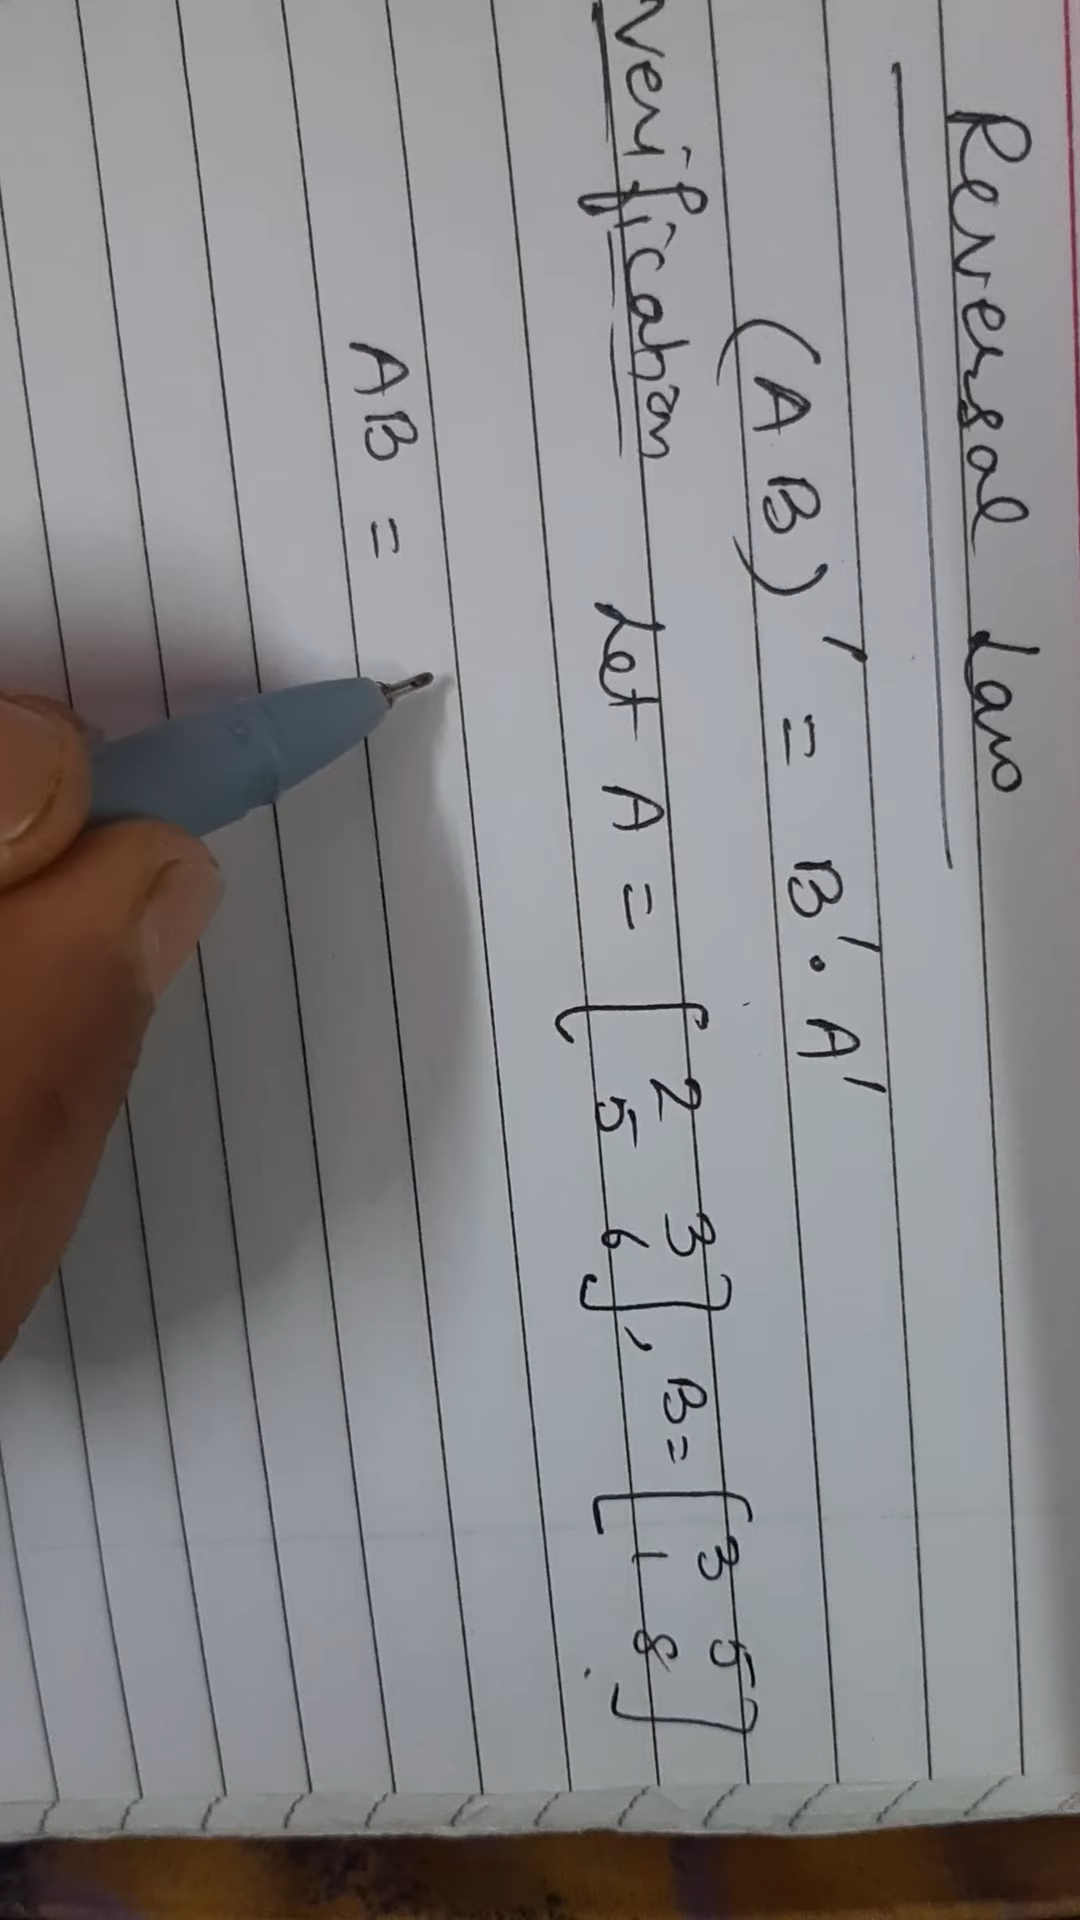 Reversal Law
(AB)' = B'. A'
Verification Let A = [2 3
5 6], B = [3 5
1 8]
AB =